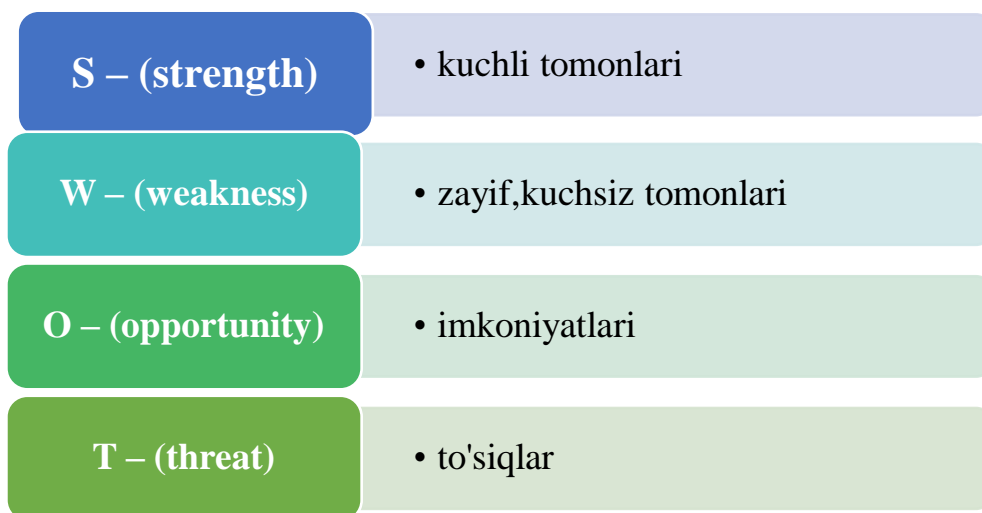 S – (strength)
• kuchli tomonlari
W – (weakness)
• zayif,kuchsiz tomonlari
O – (opportunity)
• imkoniyatlari
T – (threat)
• to'siqlar